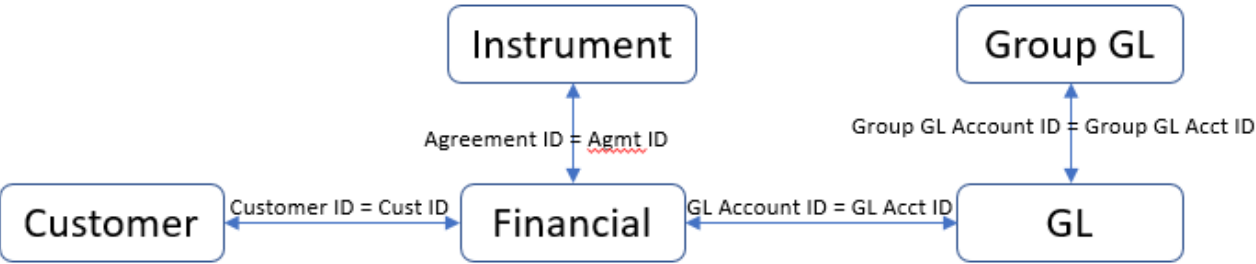 Instrument
Group GL
Agreement ID = Agmt ID
Group GL Account ID = Group GL Acct ID
Customer
Customer ID = Cust ID
Financial
GL Account ID = GL Acct ID
GL